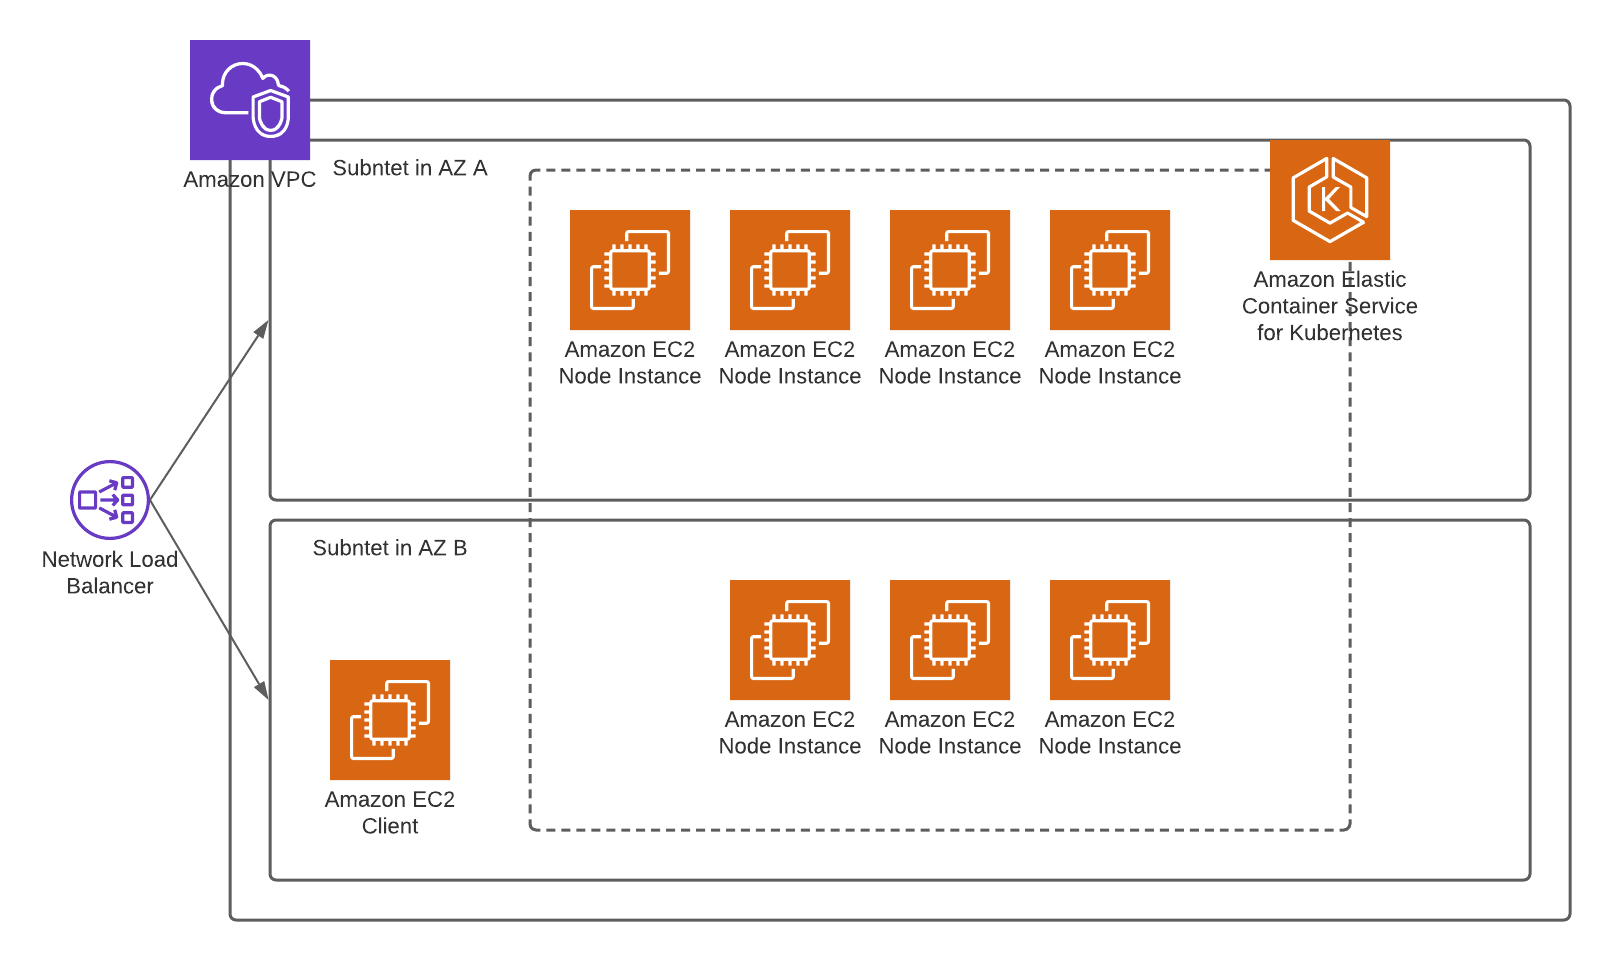 Amazon VPC
Subntet in AZ A
Amazon EC2
Node Instance
Amazon EC2
Node Instance
Amazon EC2
Node Instance
Amazon EC2
Node Instance
K
Amazon Elastic
Container Service
for Kubernetes
Network Load
Balancer
Subntet in AZ B
Amazon EC2
Node Instance
Amazon EC2
Node Instance
Amazon EC2
Node Instance
Amazon EC2
Client